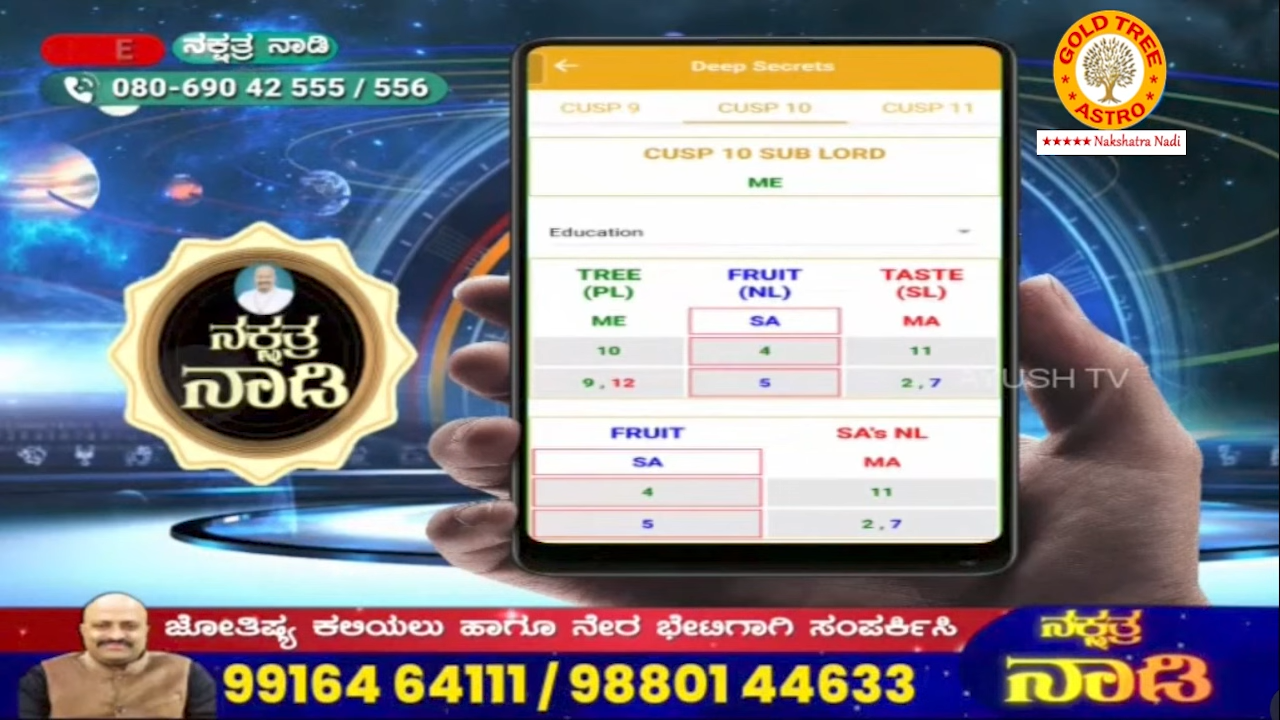 E ನಕ್ಷತ್ರ ನಾಡಿ
080-690 42 555 / 556
GOLD TREE
ASTRO
★★★★★ Nakshatra Nadi
Deep Secrets
CUSP 9 CUSP 10 CUSP 11
CUSP 10 SUB LORD
ME
Education
TREE FRUIT TASTE
(PL) (NL) (SL)
ME SA MA
10 4 11
9 , 12 5 2 , 7
FRUIT SA's NL
SA MA
4 11
5 2 , 7
ನಕ್ಷತ್ರ
ನಾಡಿ
AYUSH TV
ಜೋತಿಷ್ಯ ಕಲಿಯಲು ಹಾಗೂ ನೇರ ಭೇಟಿಗಾಗಿ ಸಂಪರ್ಕಿಸಿ
99164 64111 / 98801 44633
ನಕ್ಷತ್ರ
ನಾಡಿ